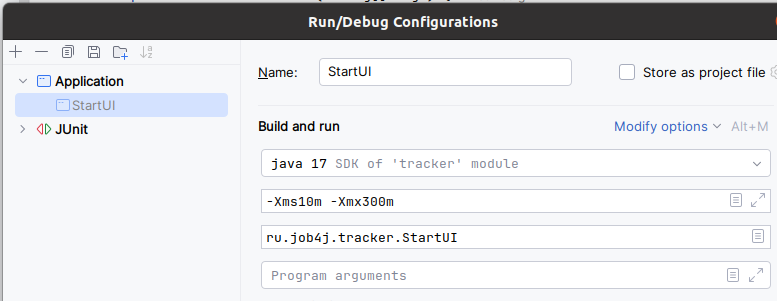 Run/Debug Configurations
Name: StartUI Store as project file
Application
StartUI
JUnit
Build and run Modify options Alt+M
java 17 SDK of 'tracker' module
-Xms10m -Xmx300m
ru.job4j.tracker.StartUI
Program arguments